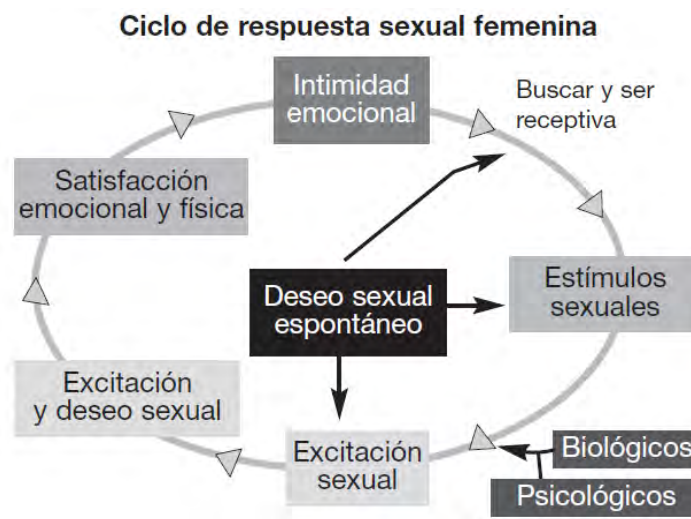 Ciclo de respuesta sexual femenina
Intimidad
emocional
Buscar y ser
receptiva
Satisfacción
emocional y física
Deseo sexual
espontáneo
Estímulos
sexuales
Excitación
y deseo sexual
Excitación
sexual
Biológicos
Psicológicos